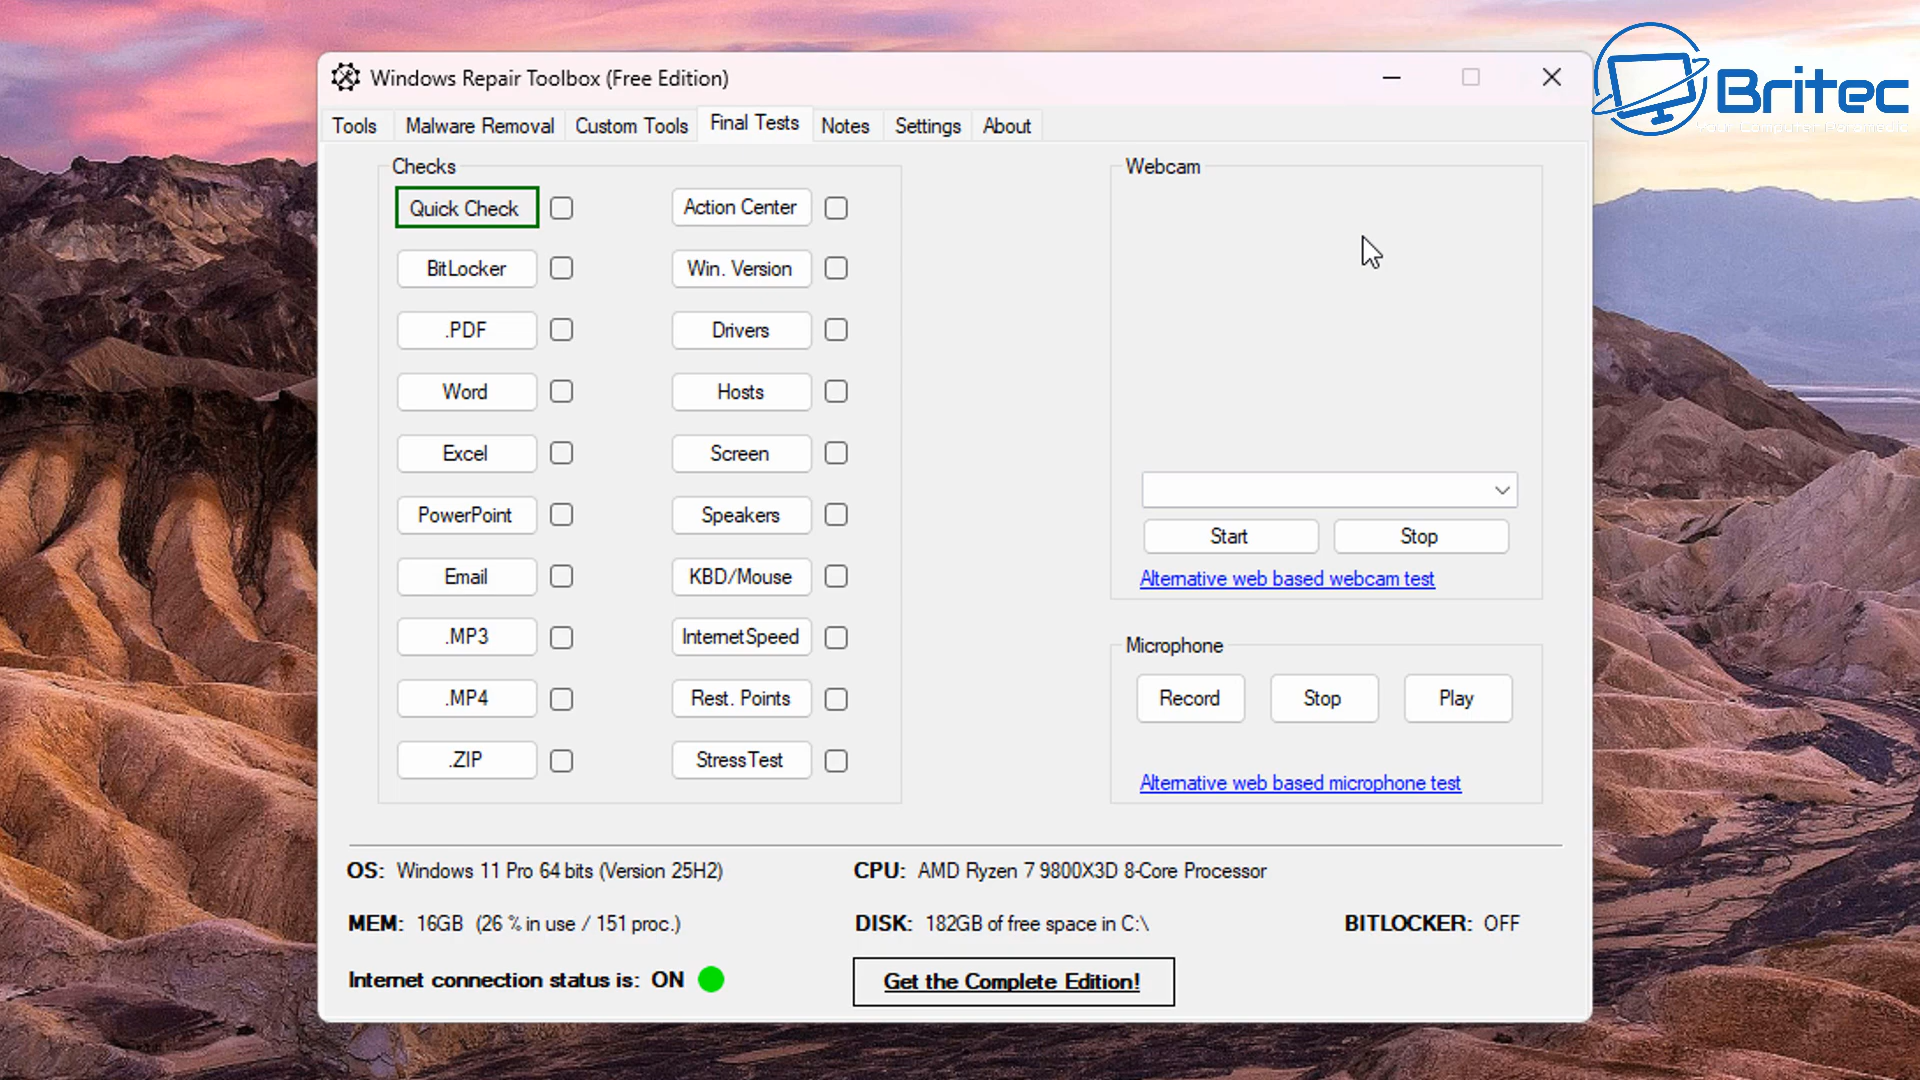 Windows Repair Toolbox (Free Edition)
Britec
Tools Malware Removal Custom Tools Final Tests Notes Settings About
Checks
Quick Check
Action Center
BitLocker
Win. Version
.PDF
Drivers
Word
Hosts
Excel
Screen
PowerPoint
Speakers
Email
KBD/Mouse
.MP3
InternetSpeed
.MP4
Rest. Points
.ZIP
StressTest
Webcam
Start Stop
Alternative web based webcam test
Microphone
Record Stop Play
Alternative web based microphone test
OS: Windows 11 Pro 64 bits (Version 25H2)
CPU: AMD Ryzen 7 9800X3D 8-Core Processor
MEM: 16GB (26 % in use / 151 proc.)
DISK: 182GB of free space in C:\
BITLOCKER: OFF
Internet connection status is: ON
Get the Complete Edition!